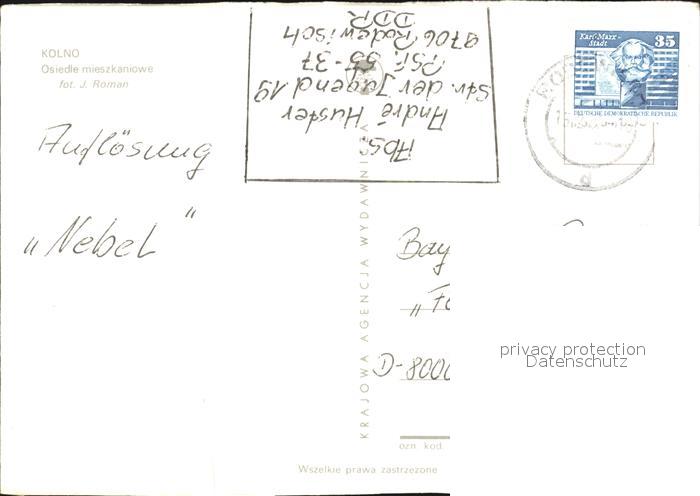 KOLNO
Osiedle mieszkaniowe
fot. J. Roman
Auflösung
„Nebel“
Abs.
André Huster
Str. der Jugend 19
PSF. 55-37
9706 Rodewisch
DDR
Karl-Marx-Stadt
35
DEUTSCHE DEMOKRATISCHE REPUBLIK
KRAJOWA AGENCJA WYDAWNICZA
Bay
„
D-8000
privacy protection
Datenschutz
ozn. kod.
Wszelkie prawa zastrzeżone